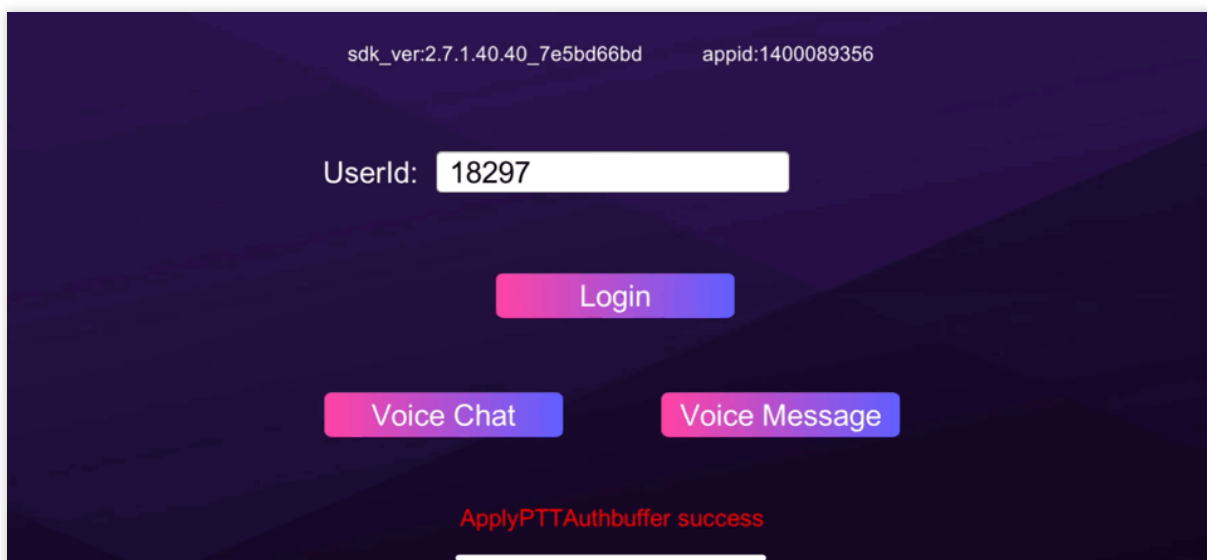 sdk_ver:2.7.1.40.40_7e5bd66bd appid:1400089356
UserId: 18297
Login
Voice Chat Voice Message
ApplyPTTAuthbuffer success